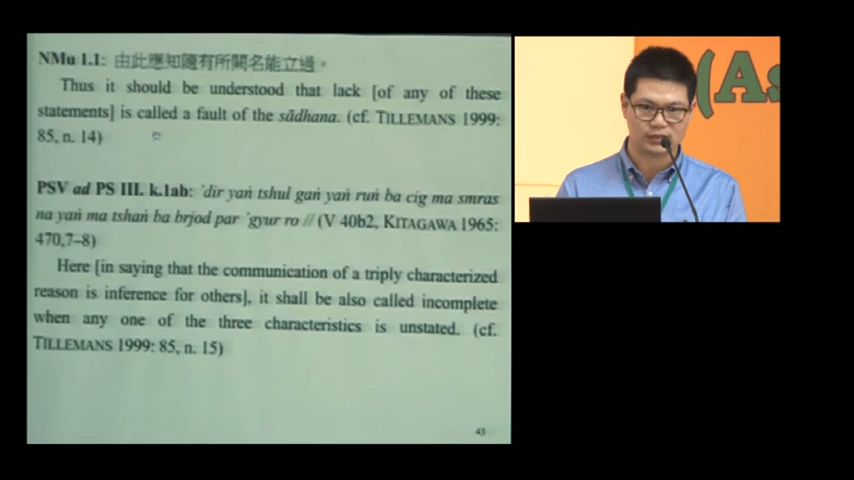 NMu 1.1: 由此應知隨有所闕名能立過。
Thus it should be understood that lack [of any of these
statements] is called a fault of the sādhana. (cf. TILLEMANS 1999:
85, n. 14)
PSV ad PS III. k.1ab: 'dir yaṅ tshul gaṅ yaṅ ruṅ ba cig ma smras
na yaṅ ma tshaṅ ba brjod par 'gyur ro // (V 40b2, KITAGAWA 1965:
470,7–8)
Here [in saying that the communication of a triply characterized
reason is inference for others], it shall be also called incomplete
when any one of the three characteristics is unstated. (cf.
TILLEMANS 1999: 85, n. 15)
43
(As